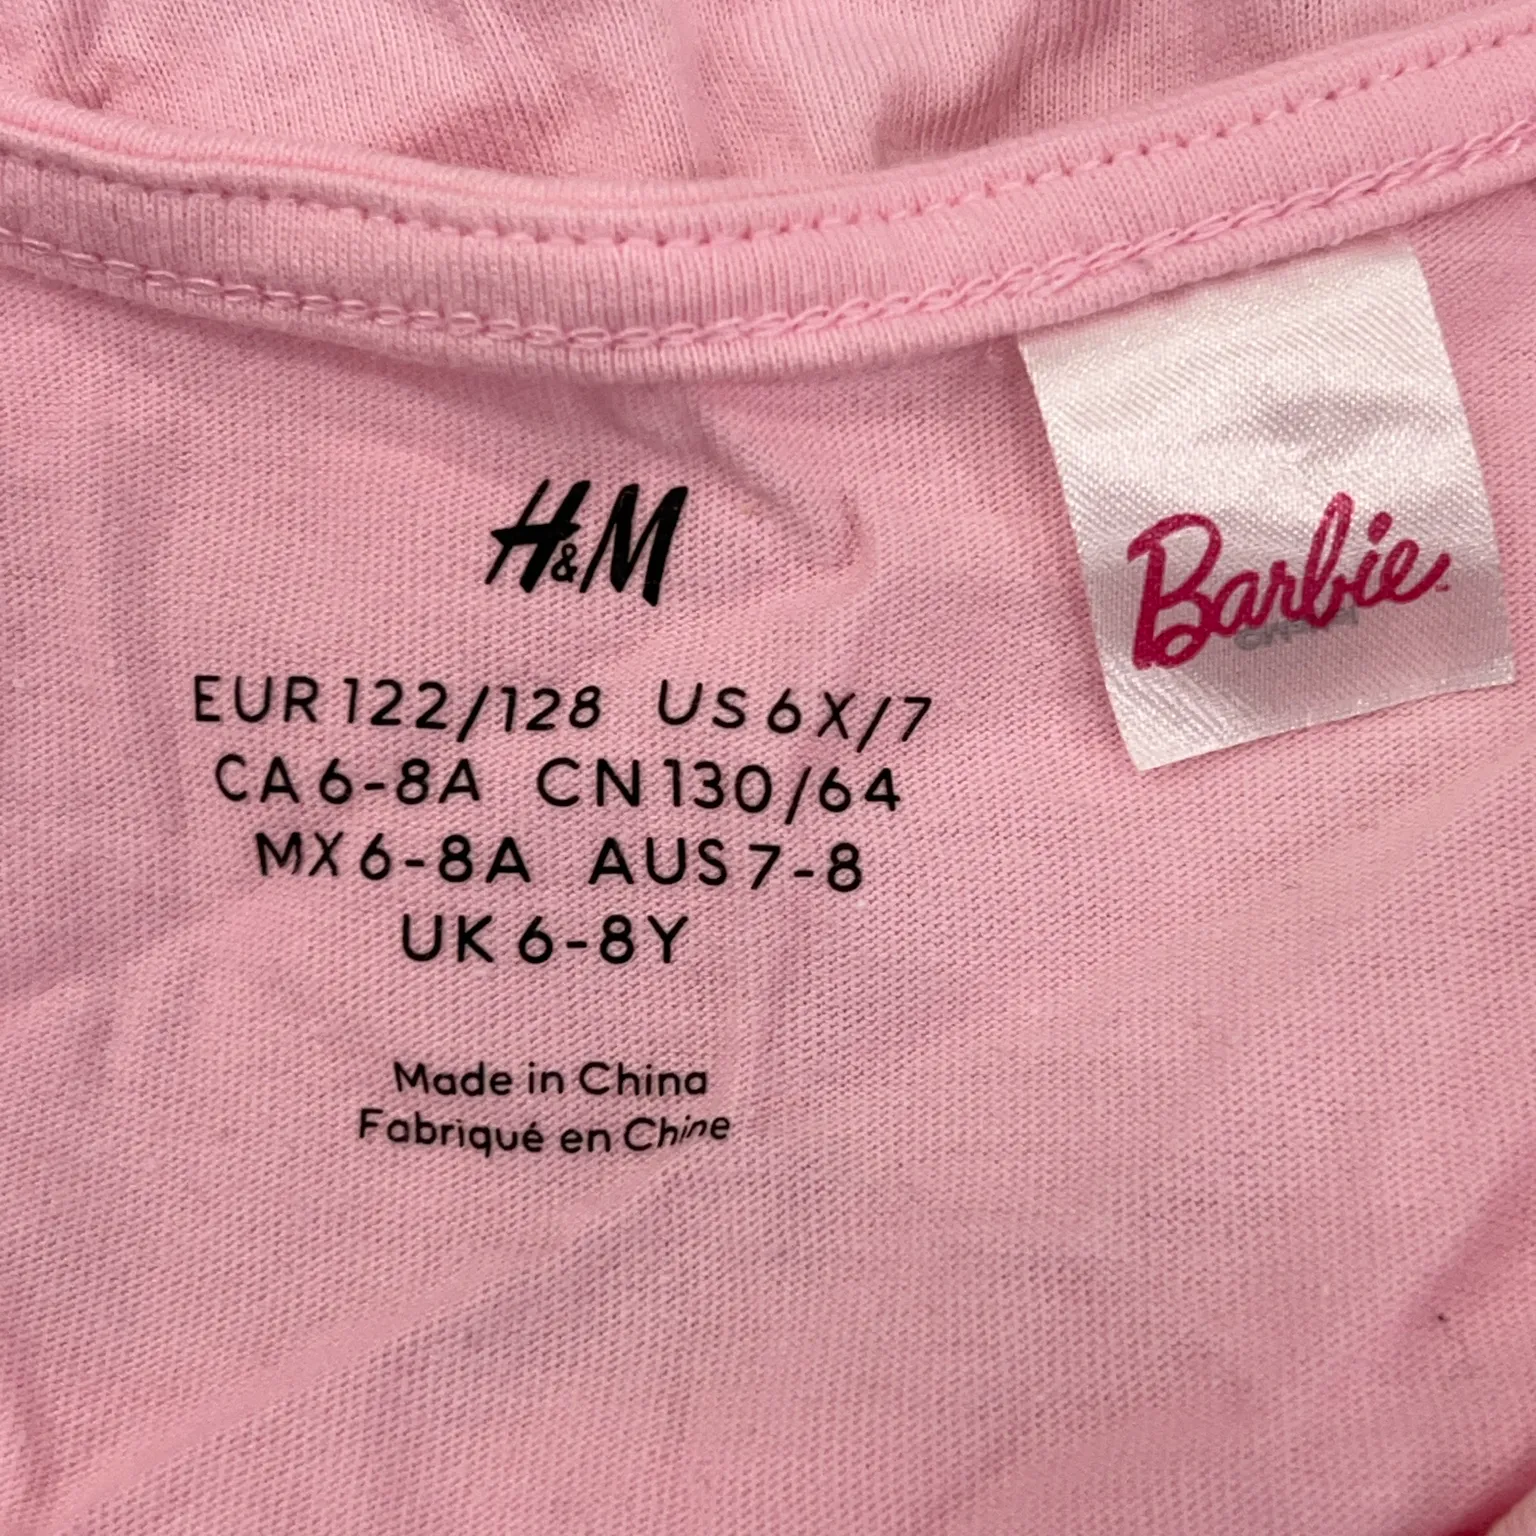 H&M
EUR 122/128 US 6X/7
CA 6-8A CN 130/64
MX 6-8A AUS 7-8
UK 6-8Y
Made in China
Fabriqué en Chine
Barbie